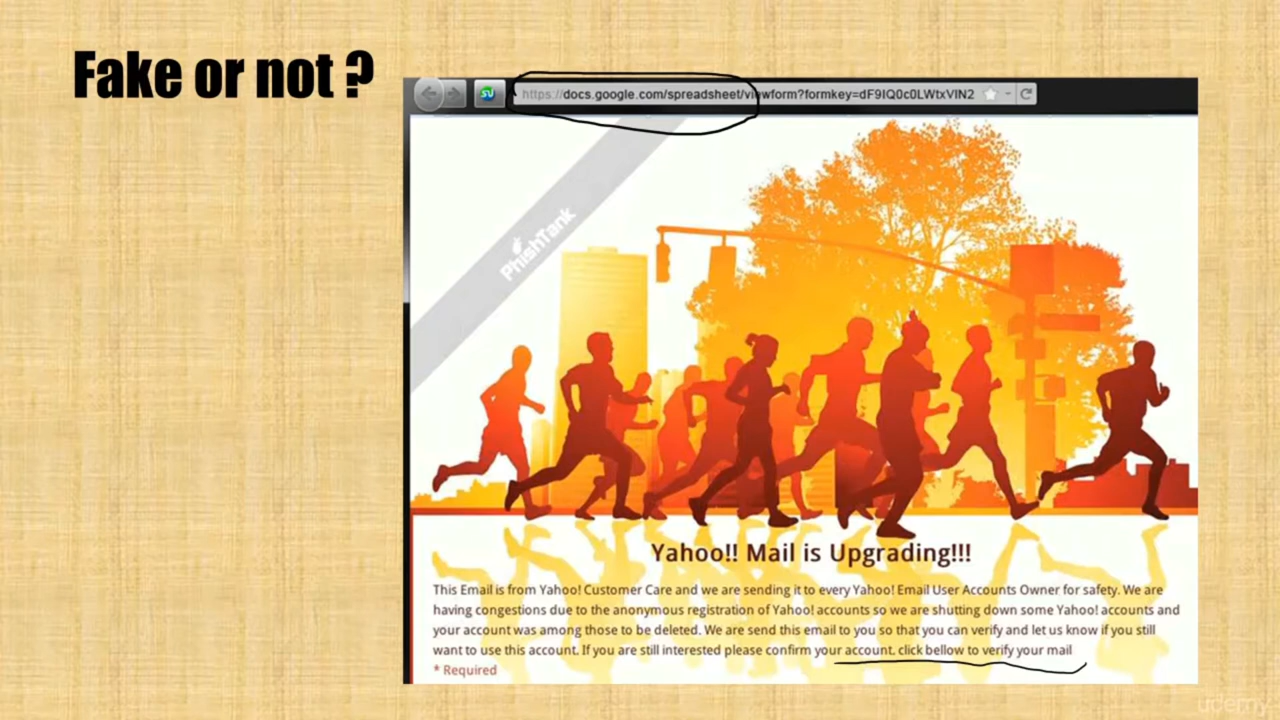 Fake or not ?
https://docs.google.com/spreadsheet/viewform?formkey=dF9IQ0c0LWtxVlN2
PhishTank
Yahoo!! Mail is Upgrading!!!
This Email is from Yahoo! Customer Care and we are sending it to every Yahoo! Email User Accounts Owner for safety. We are
having congestions due to the anonymous registration of Yahoo! accounts so we are shutting down some Yahoo! accounts and
your account was among those to be deleted. We are send this email to you so that you can verify and let us know if you still
want to use this account. If you are still interested please confirm your account. click bellow to verify your mail
* Required
udemy